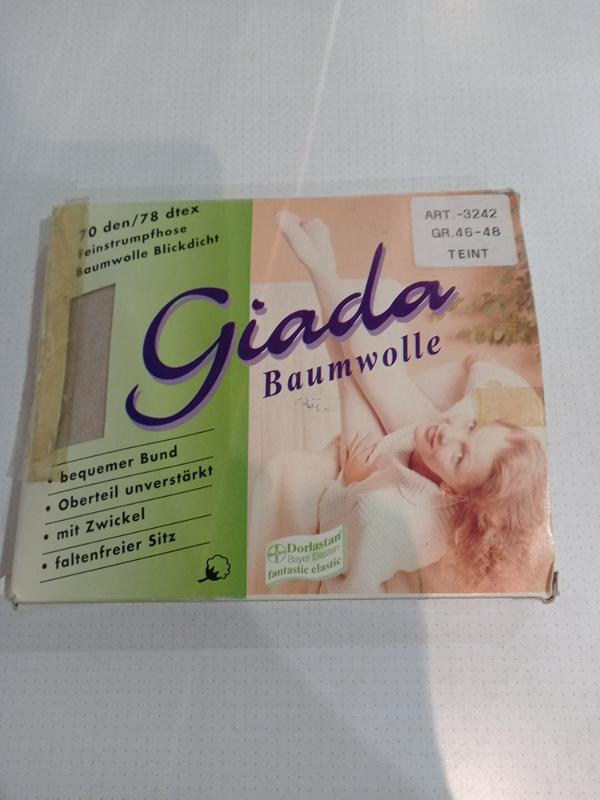 70 den/78 dtex
Feinstrumpfhose
Baumwolle Blickdicht
ART.-3242
GR.46-48
TEINT
Giada
Baumwolle
• bequemer Bund
• Oberteil unverstärkt
• mit Zwickel
• faltenfreier Sitz
Dorlastan
Bayer Elastan
fantastic elastic